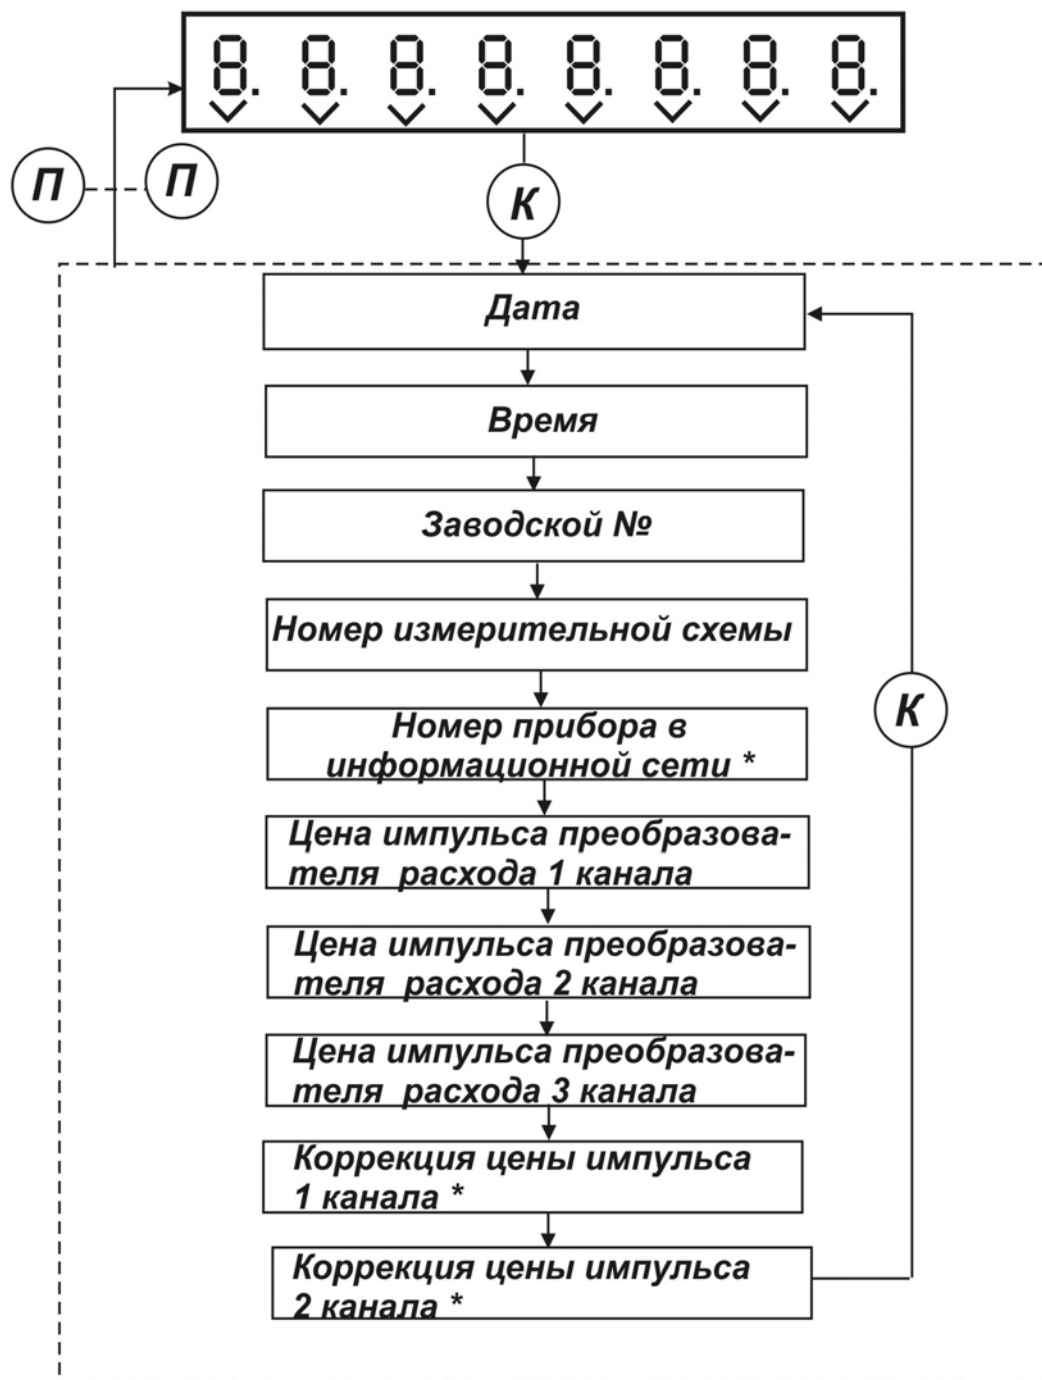 8. 8. 8. 8. 8. 8. 8. 8.
П П
К
Дата
Время
Заводской №
Номер измерительной схемы
Номер прибора в
информационной сети *
К
Цена импульса преобразова-
теля расхода 1 канала
Цена импульса преобразова-
теля расхода 2 канала
Цена импульса преобразова-
теля расхода 3 канала
Коррекция цены импульса
1 канала *
Коррекция цены импульса
2 канала *